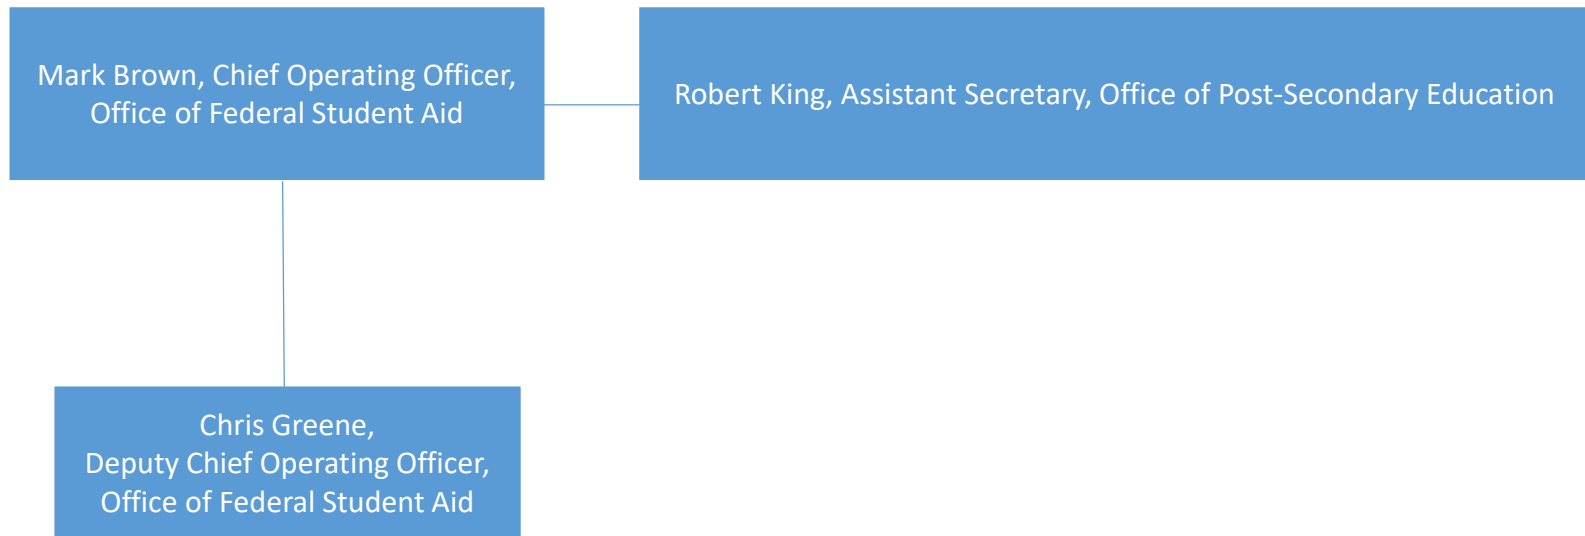 Mark Brown, Chief Operating Officer,
Office of Federal Student Aid
Robert King, Assistant Secretary, Office of Post-Secondary Education
Chris Greene,
Deputy Chief Operating Officer,
Office of Federal Student Aid